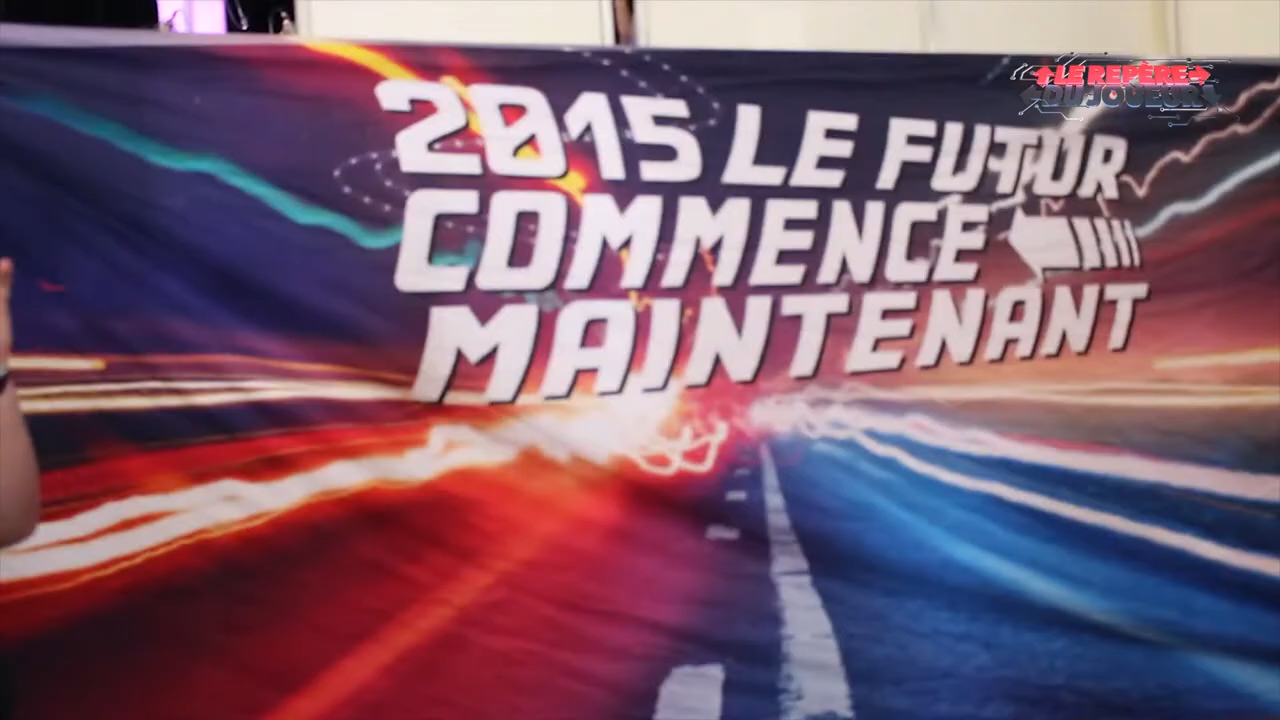 LE REPÈRE
DU JOUEUR
2015 LE FUTUR
COMMENCE
MAINTENANT